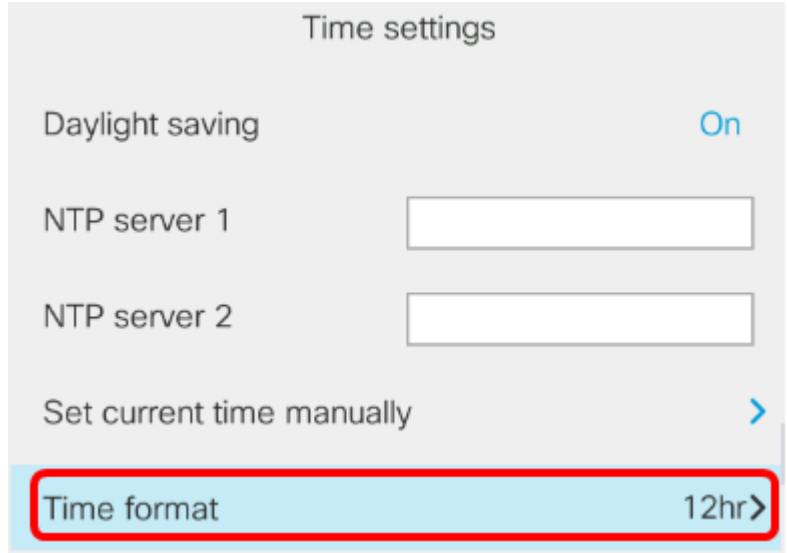 Time settings
Daylight saving On
NTP server 1
NTP server 2
Set current time manually
Time format 12hr